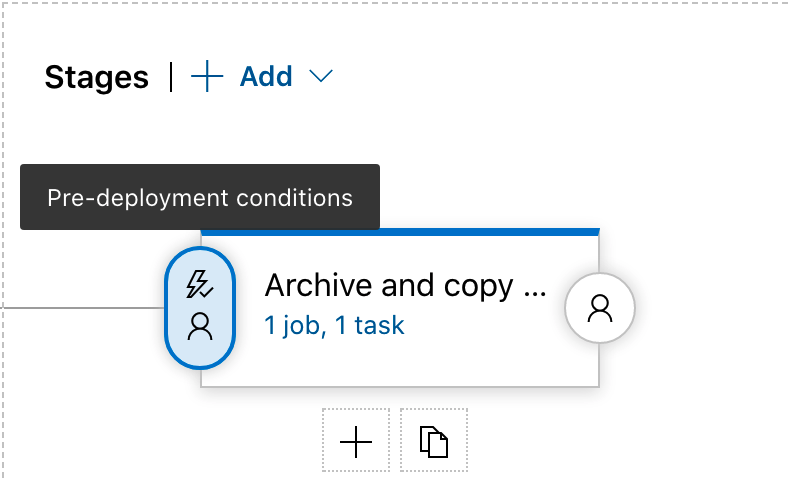 Stages | + Add
Pre-deployment conditions
Archive and copy ...
1 job, 1 task